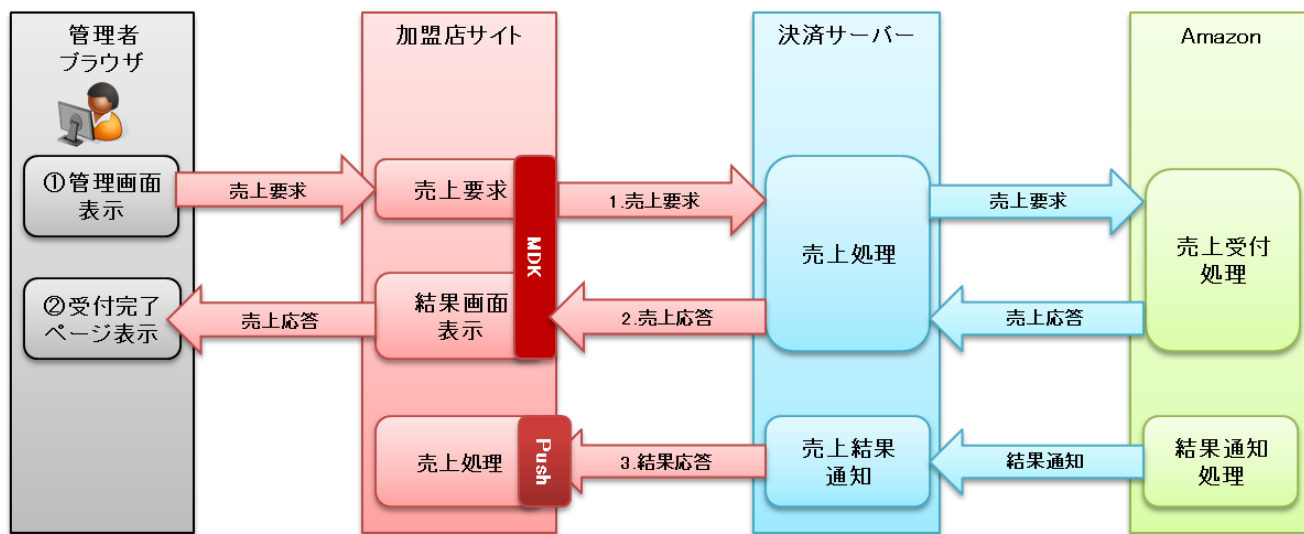 管理者
ブラウザ
加盟店サイト
決済サーバー
Amazon
①管理画面
表示
売上要求
売上要求
MDK
1.売上要求
売上処理
売上要求
売上受付
処理
②受付完了
ページ表示
売上応答
結果画面
表示
2.売上応答
売上応答
売上処理
Push
3.結果応答
売上結果
通知
結果通知
結果通知
処理